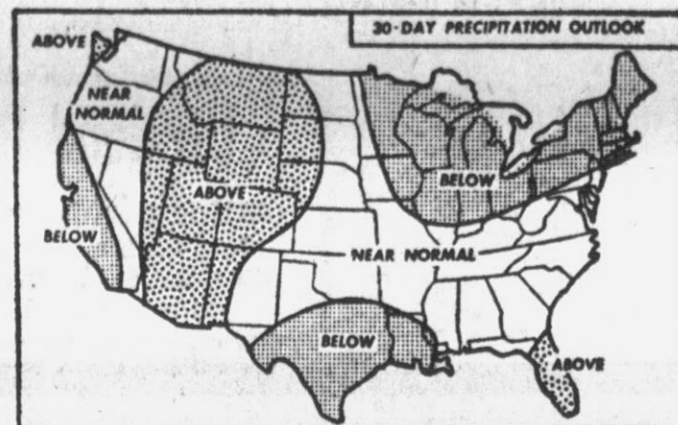 30-DAY PRECIPITATION OUTLOOK
ABOVE
NEAR
NORMAL
ABOVE
BELOW
BELOW
NEAR NORMAL
BELOW
ABOVE